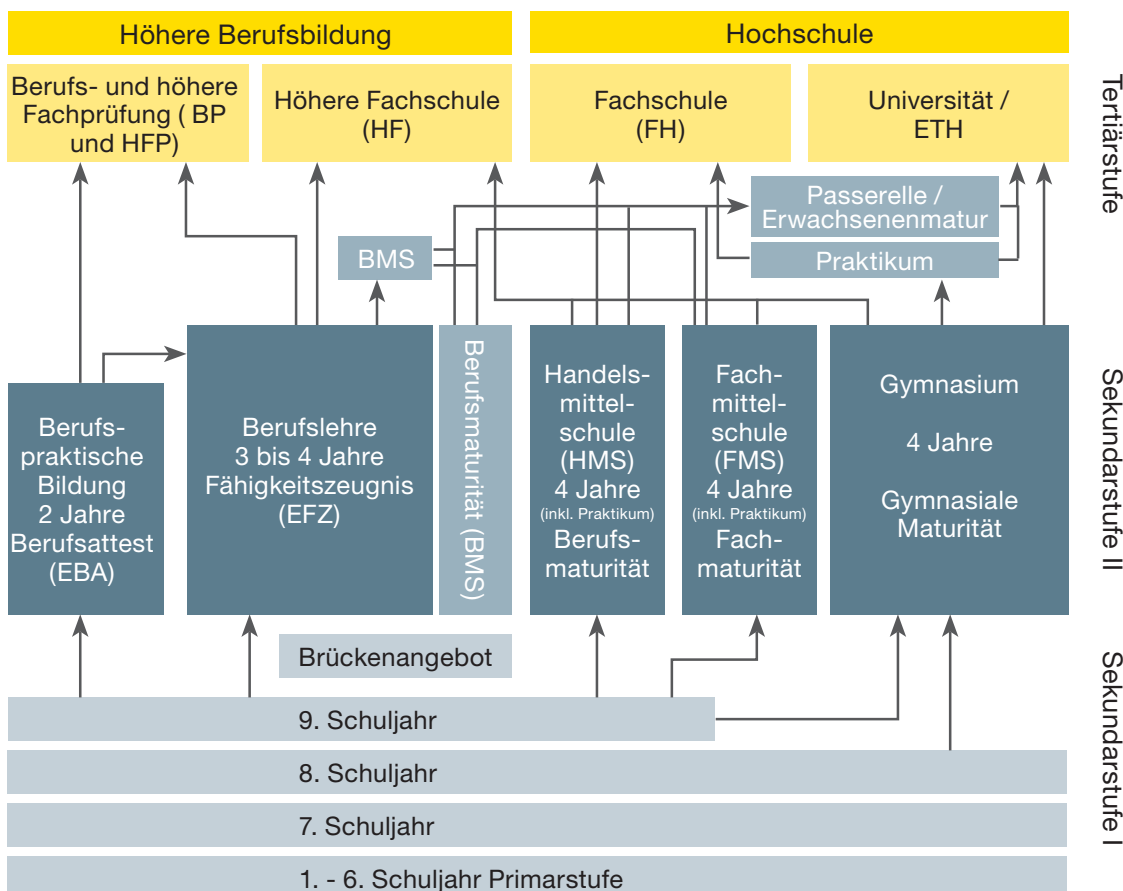 Höhere Berufsbildung
Hochschule
Berufs- und höhere
Fachprüfung ( BP
und HFP)
Höhere Fachschule
(HF)
Fachschule
(FH)
Universität /
ETH
Tertiärstufe
Passerelle /
Erwachsenenmatur
BMS
Praktikum
Berufs-
praktische
Bildung
2 Jahre
Berufsattest
(EBA)
Berufslehre
3 bis 4 Jahre
Fähigkeitszeugnis
(EFZ)
Berufsmaturität (BMS)
Handels-
mittel-
schule
(HMS)
4 Jahre
(inkl. Praktikum)
Berufs-
maturität
Fach-
mittel-
schule
(FMS)
4 Jahre
(inkl. Praktikum)
Fach-
maturität
Gymnasium
4 Jahre
Gymnasiale
Maturität
Sekundarstufe II
Brückenangebot
9. Schuljahr
8. Schuljahr
7. Schuljahr
1. - 6. Schuljahr Primarstufe
Sekundarstufe I